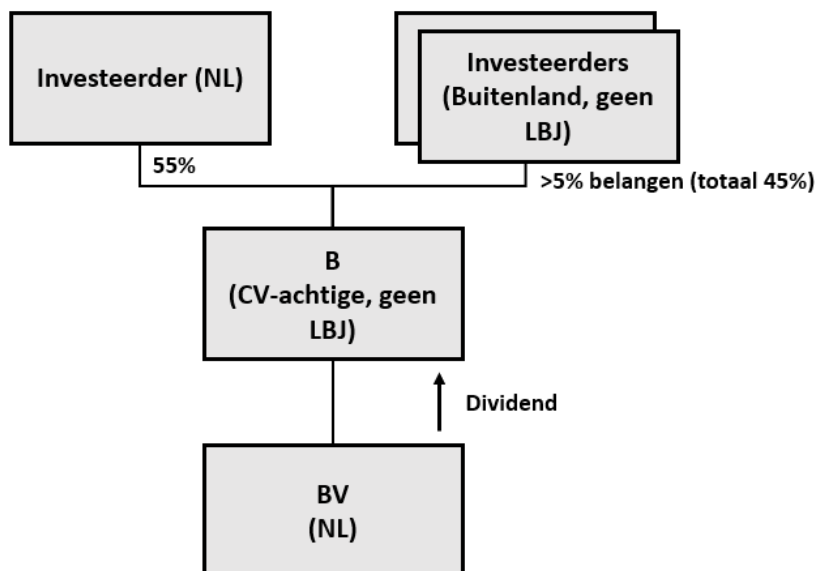 Investeerder (NL)
Investeerders
(Buitenland, geen
LBJ)
55%
>5% belangen (totaal 45%)
B
(CV-achtige, geen
LBJ)
Dividend
BV
(NL)